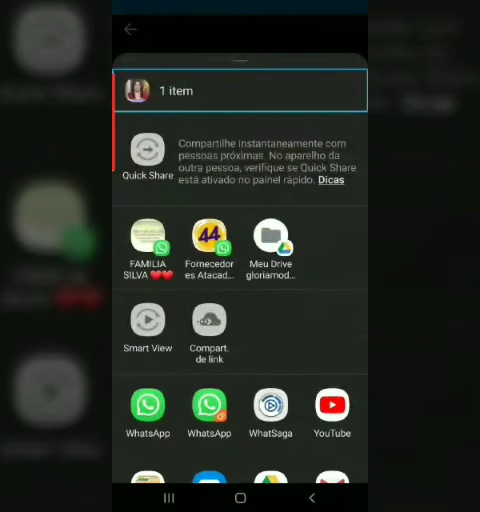 1 item
Compartilhe instantaneamente com
pessoas próximas. No aparelho da
outra pessoa, verifique se Quick Share
está ativado no painel rápido. Dicas
Quick Share
44
FAMILIA
SILVA ❤️❤️
Fornecedor
es Atacad...
Meu Drive
gloriamod...
Smart View
Compart.
de link
WhatsApp
WhatsApp
WhatSaga
YouTube